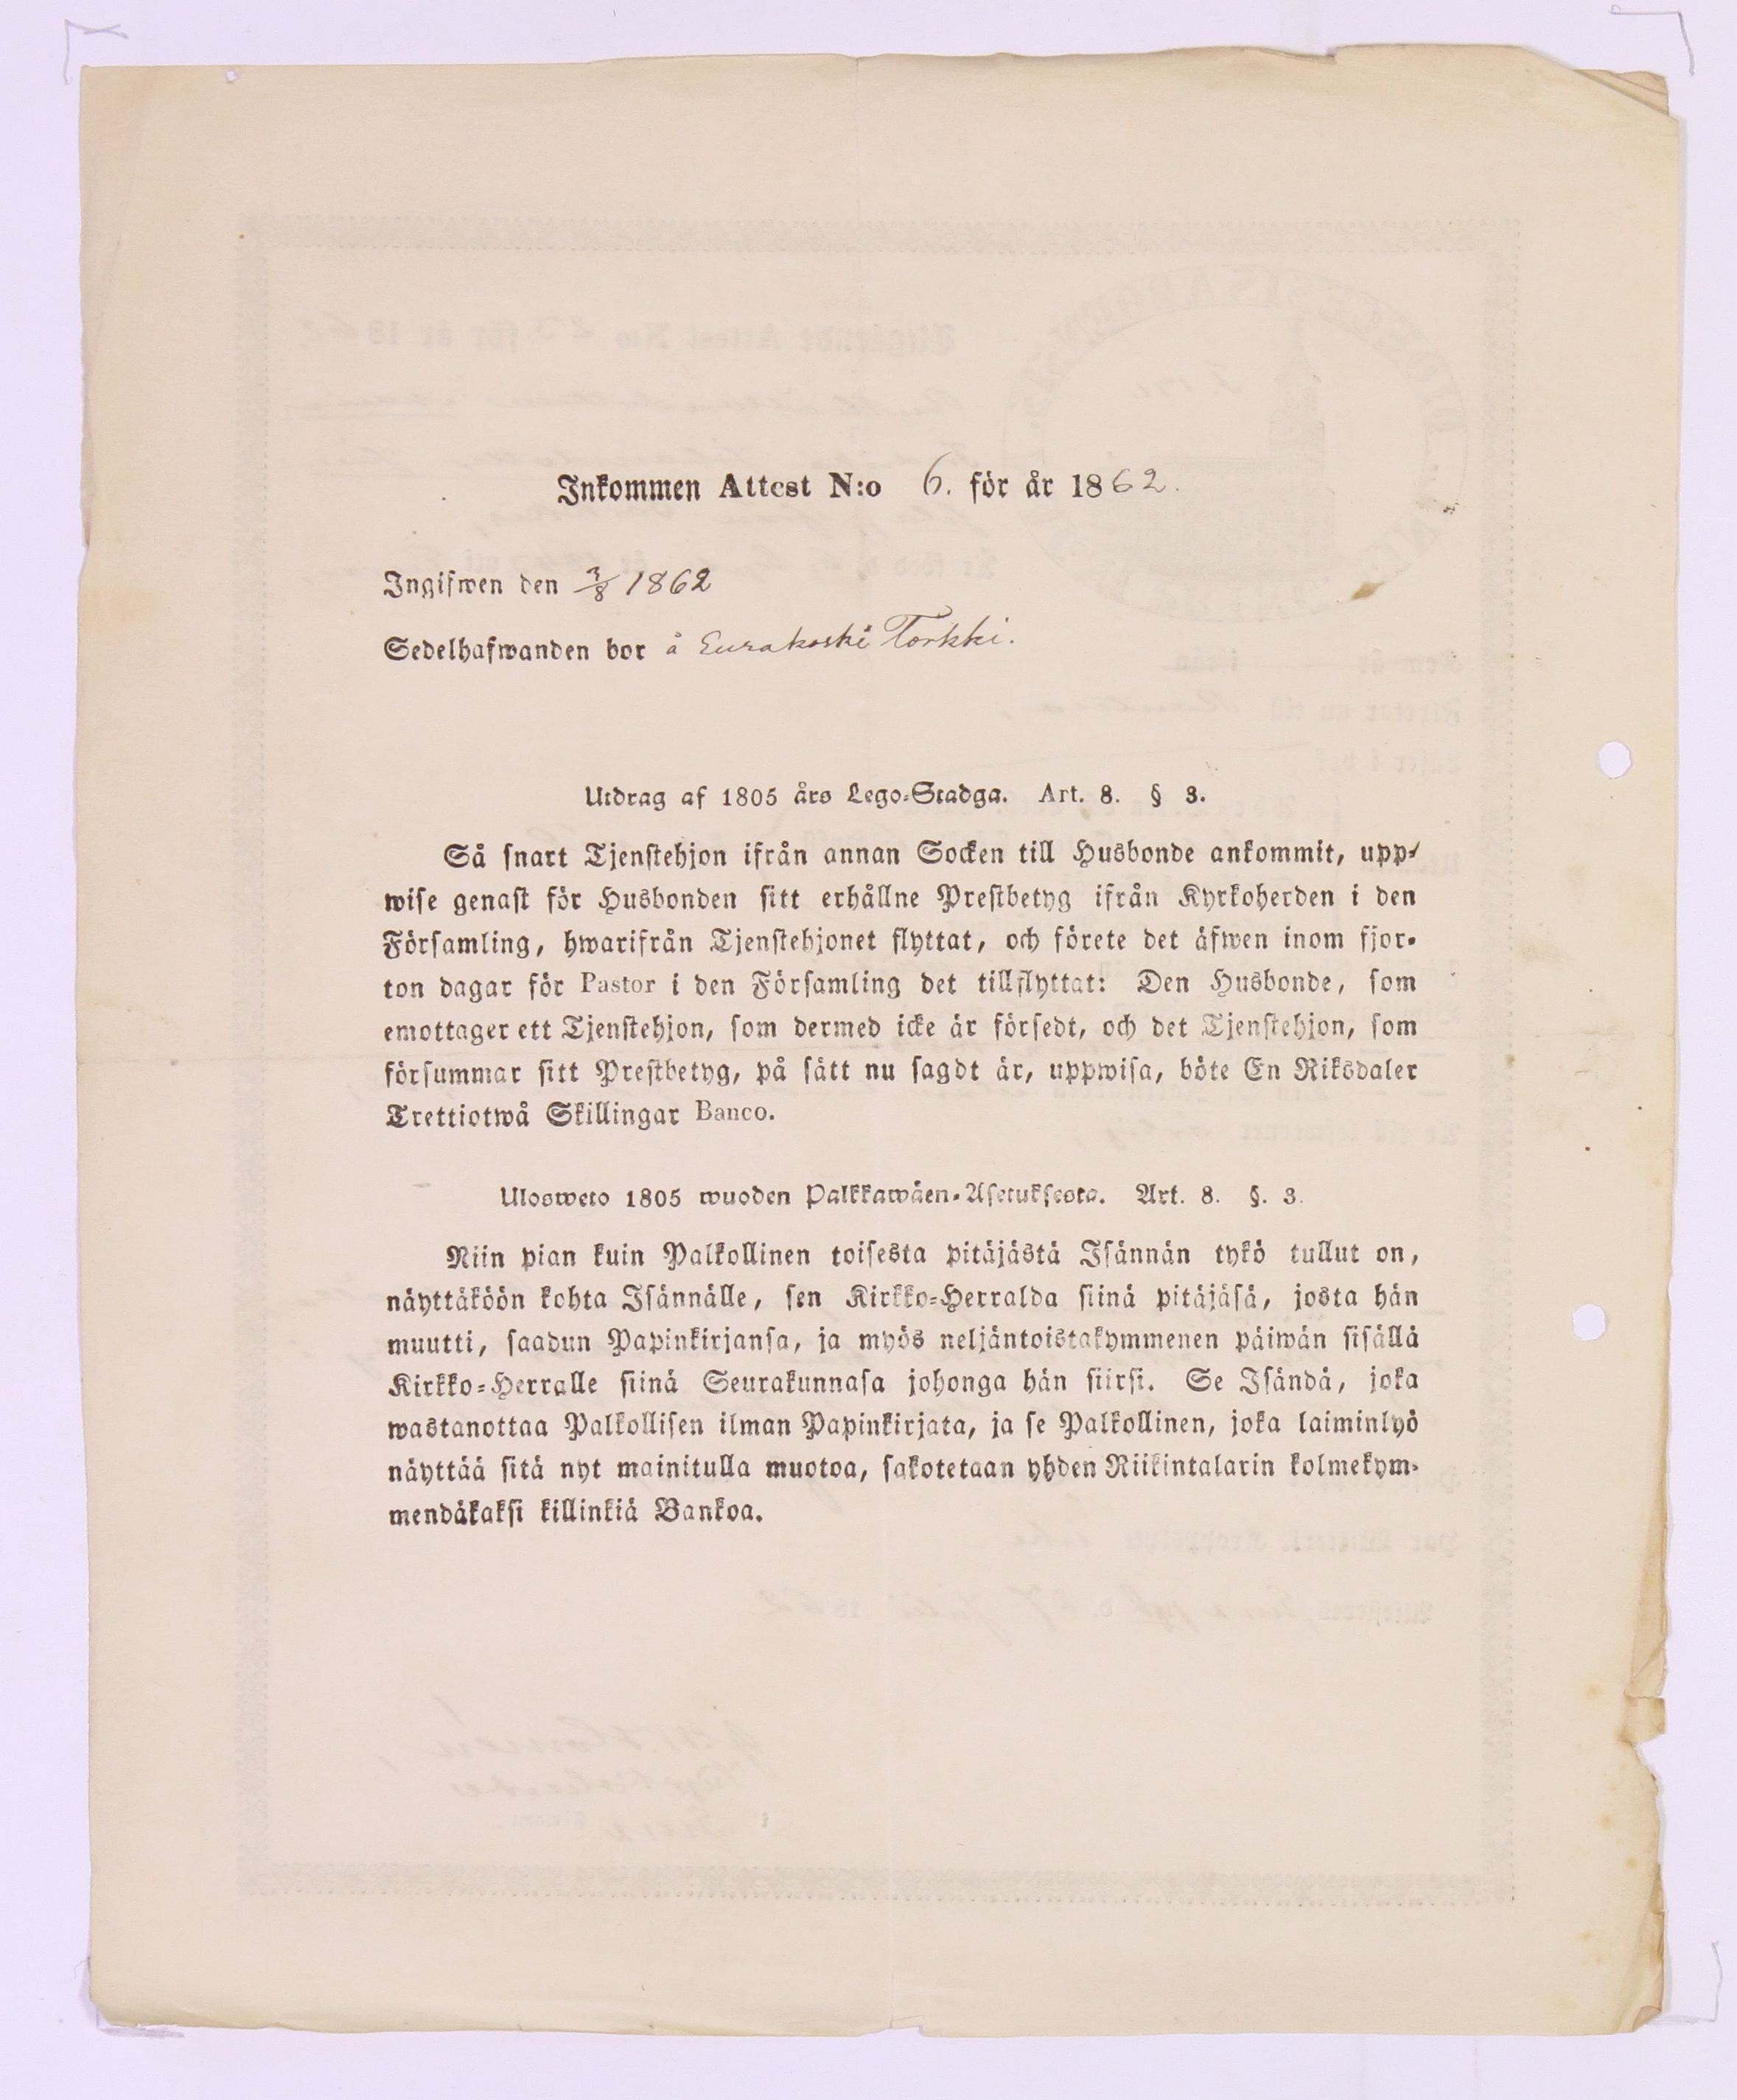 Inkommen Attest N:o 6. för år 1862.
Ingifwen den 3/8 1862
Sedelhafwanden bor å Eurakoski Torkki.
Utdrag af 1805 års Lego-Stadga. Art. 8. § 3.
Så snart Tjenstehjon ifrån annan Socken till Husbonde ankommit, upp-
wise genast för Husbonden sitt erhållne Prestbetyg ifrån Kyrkoherden i den
Församling, hwarifrån Tjenstehjonet flyttat, och förete det äfwen inom fjor-
ton dagar för Pastor i den Församling det tillflyttat: Den Husbonde, som
emottager ett Tjenstehjon, som dermed icke är försedt, och det Tjenstehjon, som
försummar sitt Prestbetyg, på sätt nu sagdt är, uppwisa, böte En Riksdaler
Trettiotwå Skillingar Banco.
Ulosweto 1805 wuoden Palkkawäen-Asetuksesta. Art. 8. §. 3.
Niin pian kuin Palkollinen toisesta pitäjästä Isännän tykö tullut on,
näyttäköön kohta Isännälle, sen Kirkko-Herralda siinä pitäjäsä, josta hän
muutti, saadun Papinkirjansa, ja myös neljäntoistakymmenen päiwän sisällä
Kirkko-Herralle siinä Seurakunnasa johonga hän siirsi. Se Isändä, joka
wastanottaa Palkollisen ilman Papinkirjata, ja se Palkollinen, joka laiminlyö
näyttää sitä nyt mainitulla muotoa, sakotetaan yhden Riikintalarin kolmekym-
mendäkaksi killinkiä Bankoa.